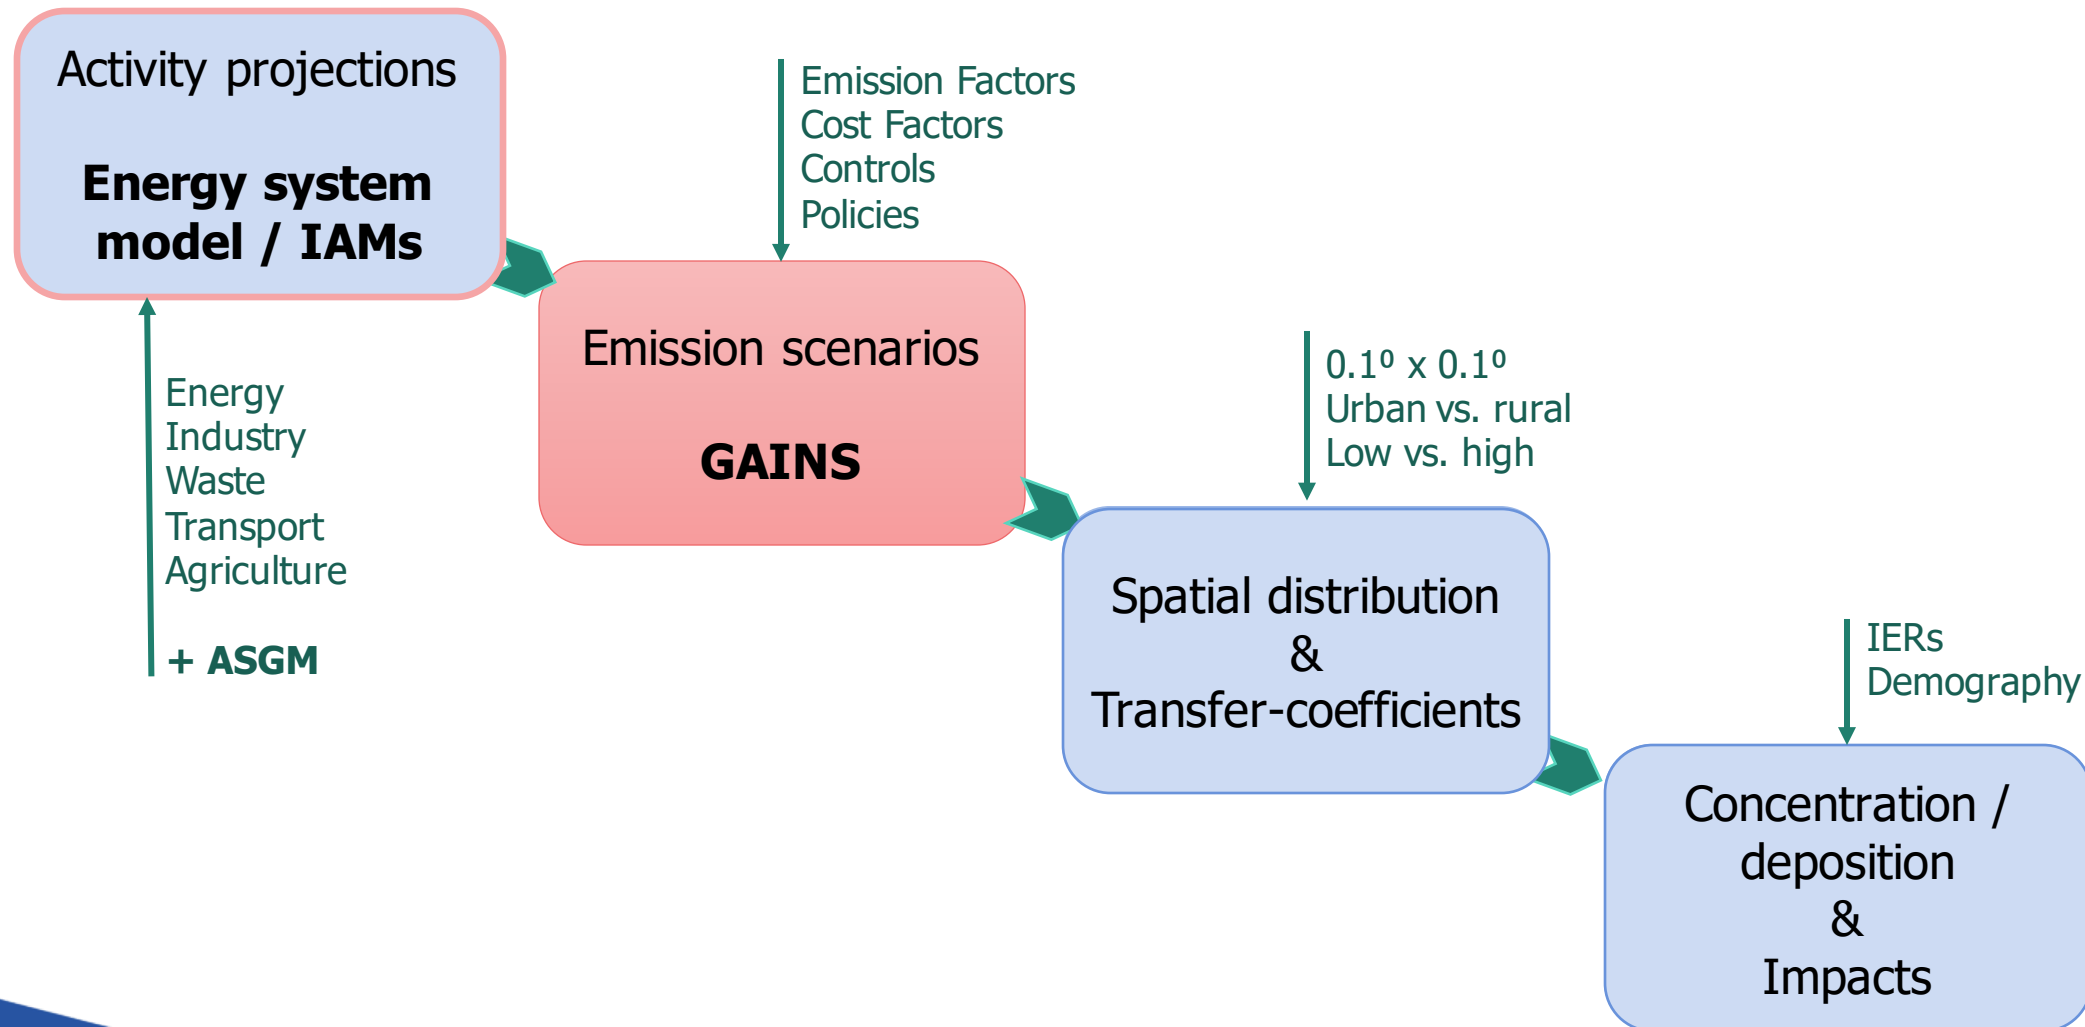 Activity projections
Energy system
model / IAMs
Energy
Industry
Waste
Transport
Agriculture
+ ASGM
Emission Factors
Cost Factors
Controls
Policies
Emission scenarios
GAINS
0.1⁰ x 0.1⁰
Urban vs. rural
Low vs. high
Spatial distribution
&
Transfer-coefficients
IERs
Demography
Concentration /
deposition
&
Impacts